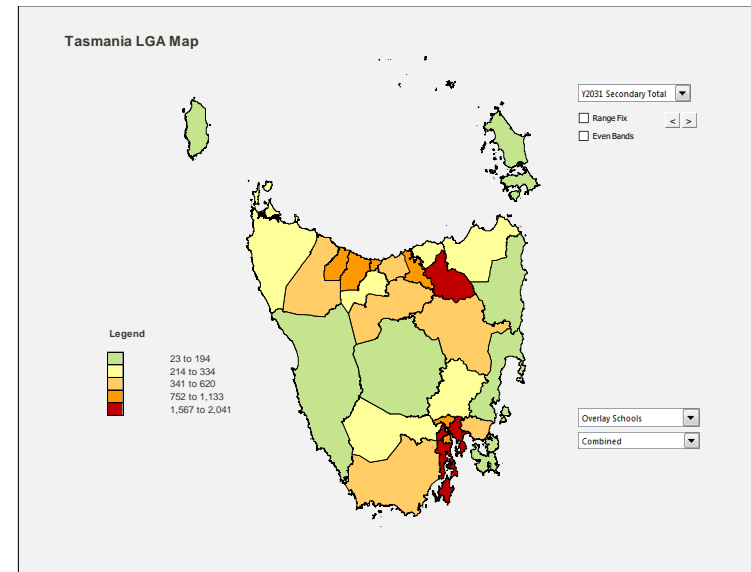 Tasmania LGA Map
Y2031 Secondary Total
Range Fix
< >
Even Bands
Legend
23 to 194
214 to 334
341 to 620
752 to 1,133
1,567 to 2,041
Overlay Schools
Combined